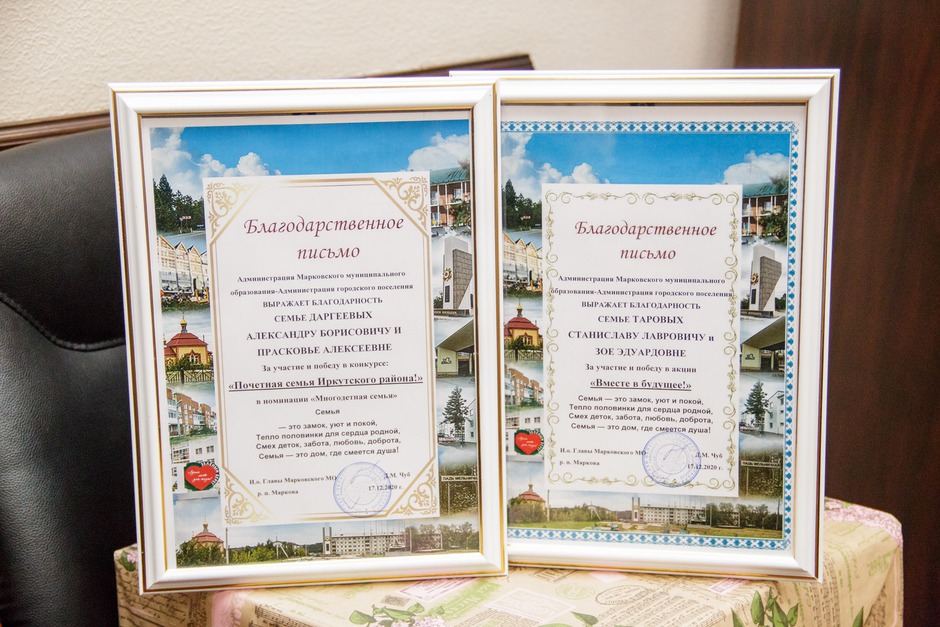 Благодарственное
письмо
Администрация Марковского муниципального
образования-Администрация городского поселения
ВЫРАЖАЕТ БЛАГОДАРНОСТЬ
СЕМЬЕ ДАРГЕЕВЫХ
АЛЕКСАНДРУ БОРИСОВИЧУ И
ПРАСКОВЬЕ АЛЕКСЕЕВНЕ
За участие и победу в конкурсе:
«Почетная семья Иркутского района!»
в номинации «Многодетная семья»
Семья
— это замок, уют и покой,
Тепло половинки для сердца родной,
Смех деток, забота, любовь, доброта,
Семья — это дом, где смеется душа!
И.о. Главы Марковского МО Д.М. Чуб
р. п. Маркова 17.12.2020 г.
Благодарственное
письмо
Администрация Марковского муниципального
образования-Администрация городского поселения
ВЫРАЖАЕТ БЛАГОДАРНОСТЬ
СЕМЬЕ ТАРОВЫХ
СТАНИСЛАВУ ЛАВРОВИЧУ и
ЗОЕ ЭДУАРДОВНЕ
За участие и победу в акции
«Вместе в будущее!»
Семья — это замок, уют и покой,
Тепло половинки для сердца родной,
Смех деток, забота, любовь, доброта,
Семья — это дом, где смеется душа!
И.о. Главы Марковского МО Д.М. Чуб
р. п. Маркова 17.12.2020 г.